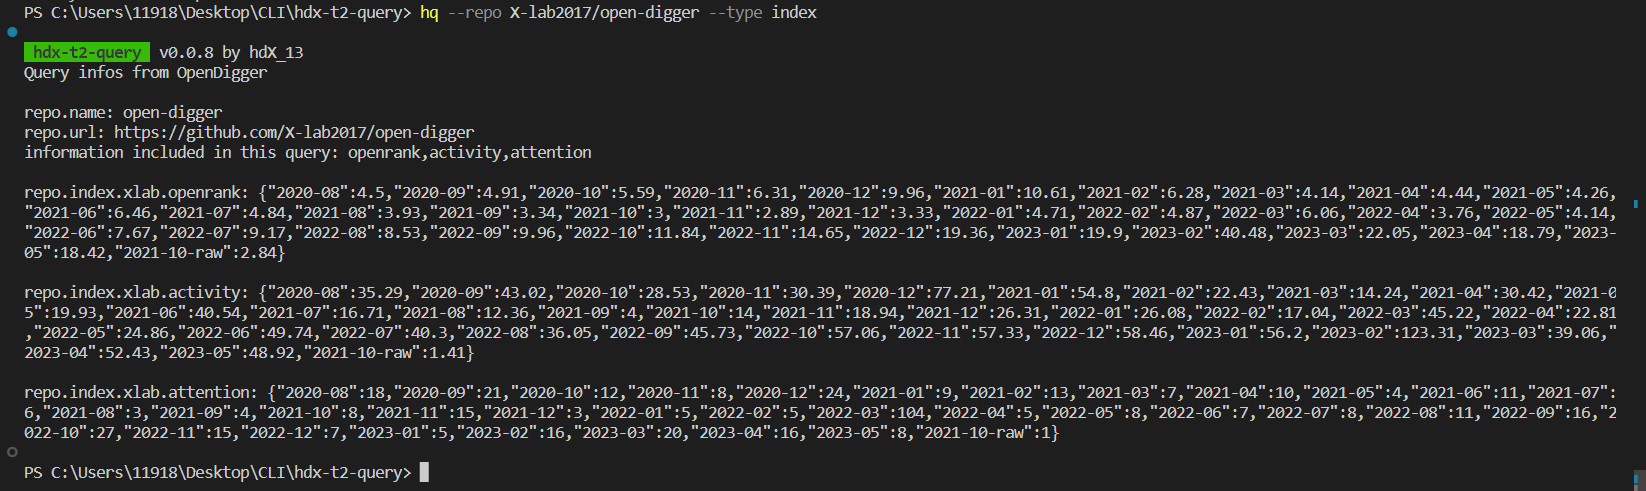 PS C:\Users\11918\Desktop\CLI\hdx-t2-query> hq --repo X-lab2017/open-digger --type index
hdx-t2-query v0.0.8 by hdX_13
Query infos from OpenDigger
repo.name: open-digger
repo.url: https://github.com/X-lab2017/open-digger
information included in this query: openrank,activity,attention
repo.index.xlab.openrank: {"2020-08":4.5,"2020-09":4.91,"2020-10":5.59,"2020-11":6.31,"2020-12":9.96,"2021-01":10.61,"2021-02":6.28,"2021-03":4.14,"2021-04":4.44,"2021-05":4.26,
"2021-06":6.46,"2021-07":4.84,"2021-08":3.93,"2021-09":3.34,"2021-10":3,"2021-11":2.89,"2021-12":3.33,"2022-01":4.71,"2022-02":4.87,"2022-03":6.06,"2022-04":3.76,"2022-05":4.14,
"2022-06":7.67,"2022-07":9.17,"2022-08":8.53,"2022-09":9.96,"2022-10":11.84,"2022-11":14.65,"2022-12":19.36,"2023-01":19.9,"2023-02":40.48,"2023-03":22.05,"2023-04":18.79,"2023-
05":18.42,"2021-10-raw":2.84}
repo.index.xlab.activity: {"2020-08":35.29,"2020-09":43.02,"2020-10":28.53,"2020-11":30.39,"2020-12":77.21,"2021-01":54.8,"2021-02":22.43,"2021-03":14.24,"2021-04":30.42,"2021-0
5":19.93,"2021-06":40.54,"2021-07":16.71,"2021-08":12.36,"2021-09":4,"2021-10":14,"2021-11":18.94,"2021-12":26.31,"2022-01":26.08,"2022-02":17.04,"2022-03":45.22,"2022-04":22.81
,"2022-05":24.86,"2022-06":49.74,"2022-07":40.3,"2022-08":36.05,"2022-09":45.73,"2022-10":57.06,"2022-11":57.33,"2022-12":58.46,"2023-01":56.2,"2023-02":123.31,"2023-03":39.06,"
2023-04":52.43,"2023-05":48.92,"2021-10-raw":1.41}
repo.index.xlab.attention: {"2020-08":18,"2020-09":21,"2020-10":12,"2020-11":8,"2020-12":24,"2021-01":9,"2021-02":13,"2021-03":7,"2021-04":10,"2021-05":4,"2021-06":11,"2021-07":
6,"2021-08":3,"2021-09":4,"2021-10":8,"2021-11":15,"2021-12":3,"2022-01":5,"2022-02":5,"2022-03":104,"2022-04":5,"2022-05":8,"2022-06":7,"2022-07":8,"2022-08":11,"2022-09":16,"2
022-10":27,"2022-11":15,"2022-12":7,"2023-01":5,"2023-02":16,"2023-03":20,"2023-04":16,"2023-05":8,"2021-10-raw":1}
PS C:\Users\11918\Desktop\CLI\hdx-t2-query>